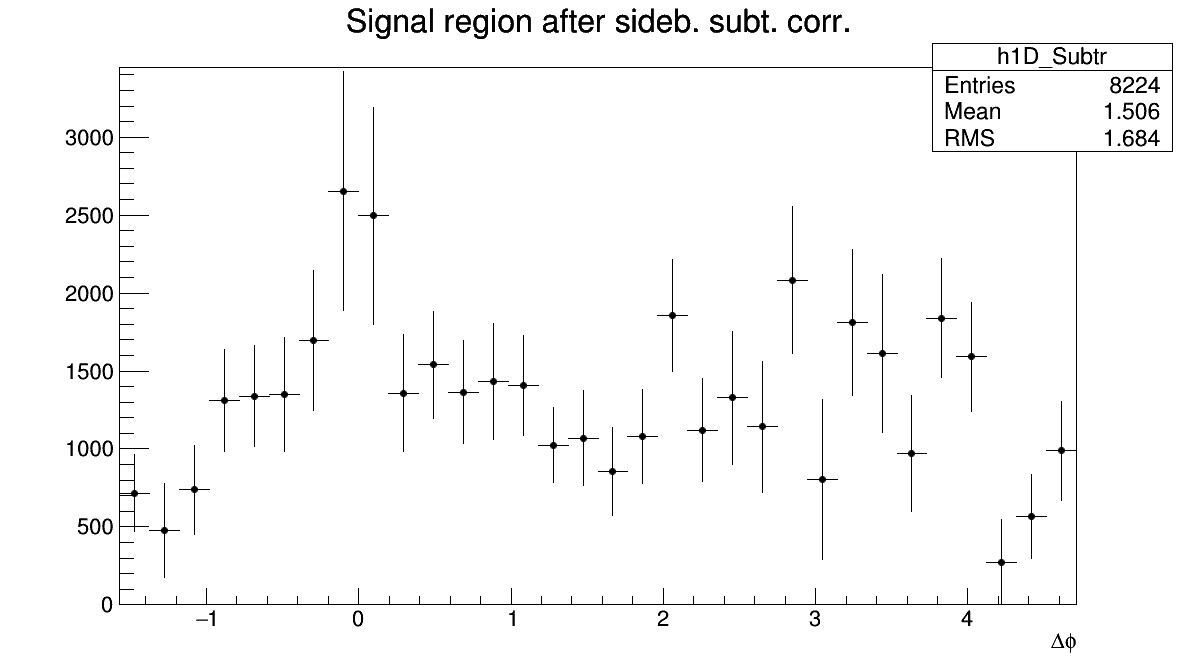 Signal region after sideb. subt. corr.
h1D_Subtr
Entries 8224
Mean 1.506
RMS 1.684
3000
2500
2000
1500
1000
500
0
−1 0 1 2 3 4
Δϕ